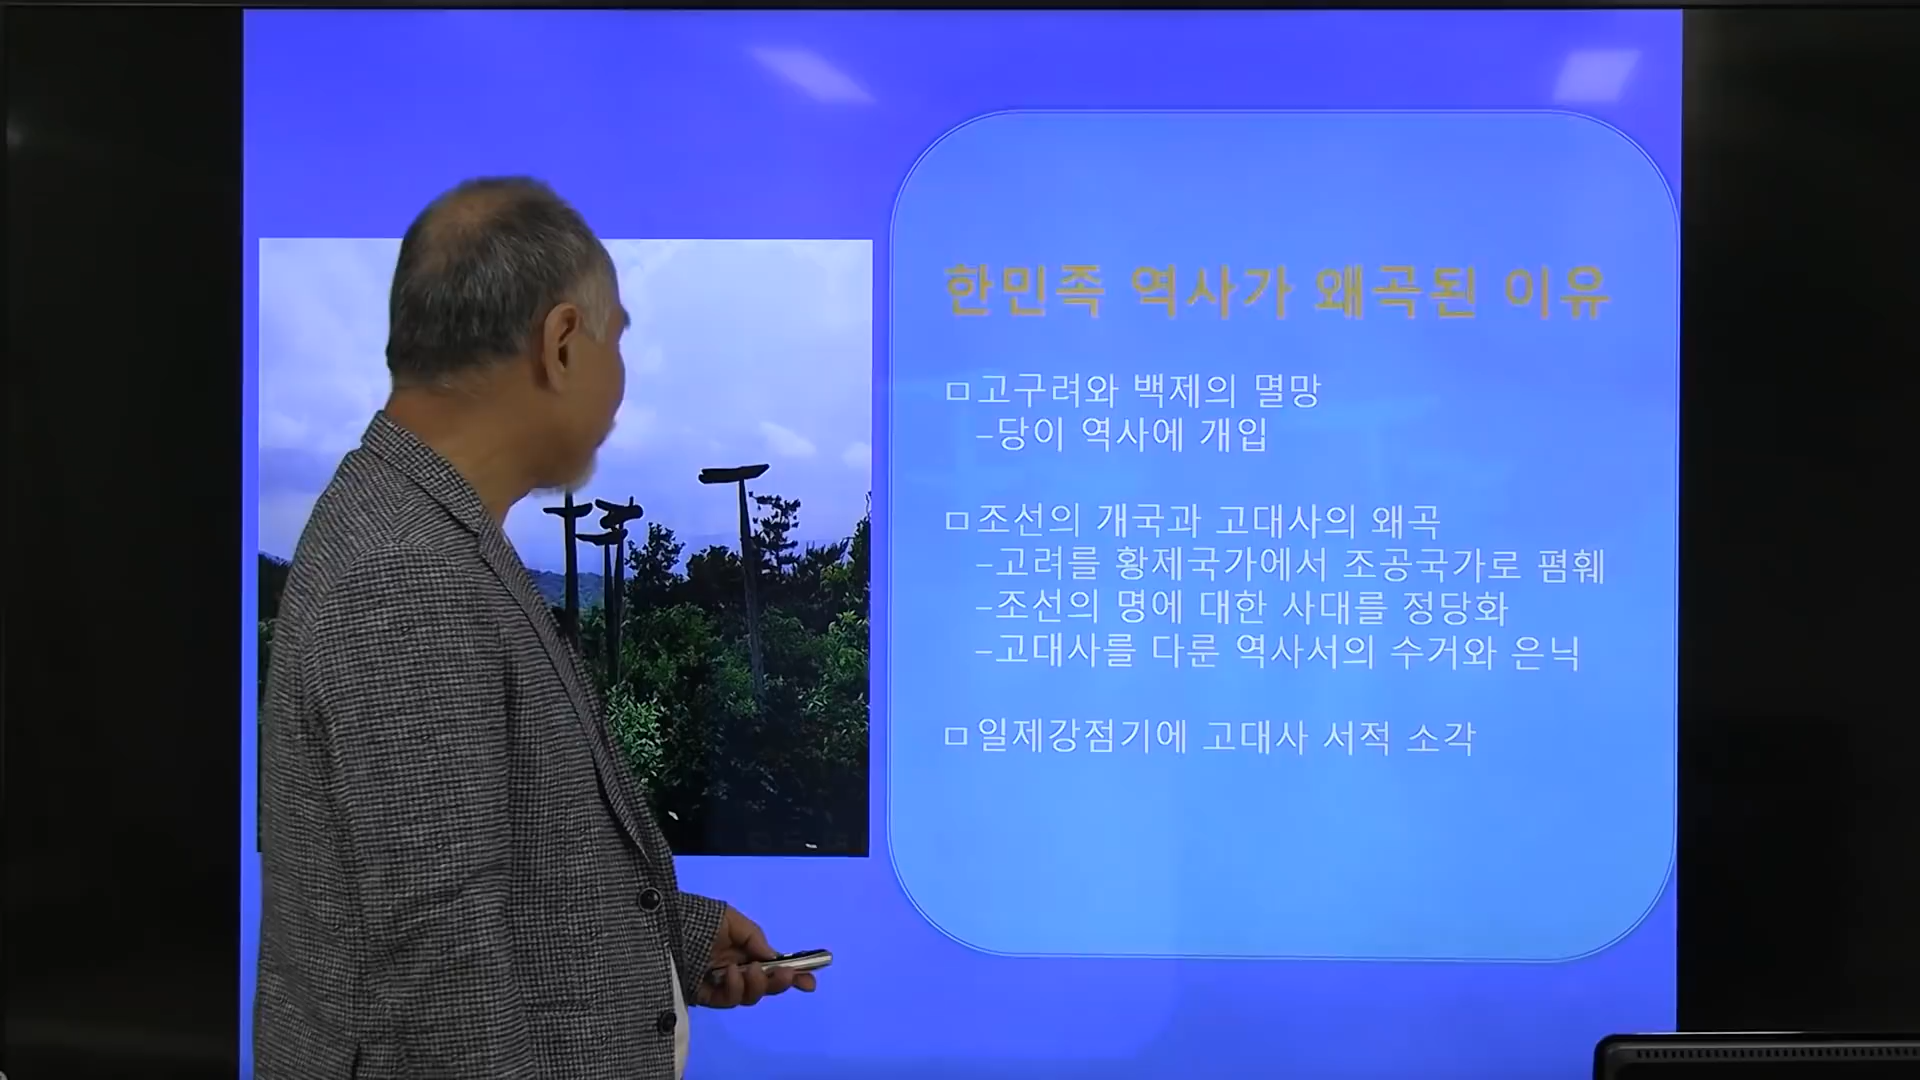 한민족 역사가 왜곡된 이유
□고구려와 백제의 멸망
–당이 역사에 개입
□조선의 개국과 고대사의 왜곡
–고려를 황제국가에서 조공국가로 폄훼
–조선의 명에 대한 사대를 정당화
–고대사를 다룬 역사서의 수거와 은닉
□일제강점기에 고대사 서적 소각